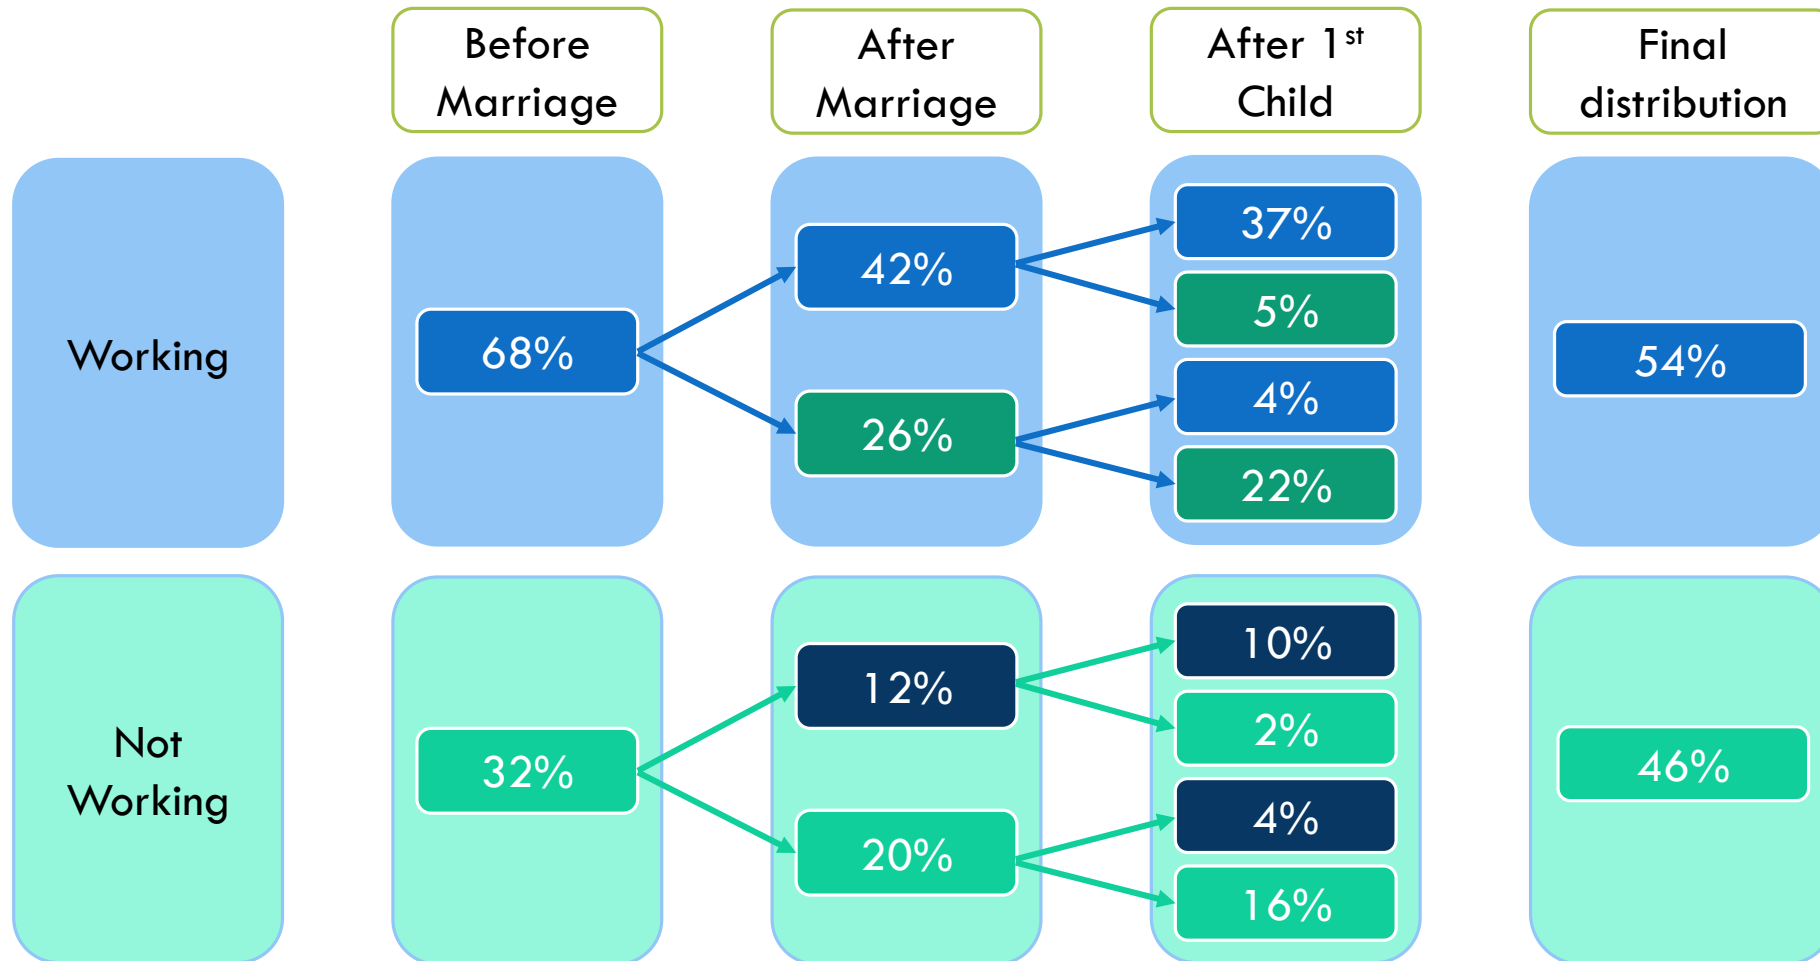 Before
Marriage
After
Marriage
After 1st
Child
Final
distribution
Working
68%
42%
26%
37%
5%
4%
22%
54%
Not
Working
32%
12%
20%
10%
2%
4%
16%
46%